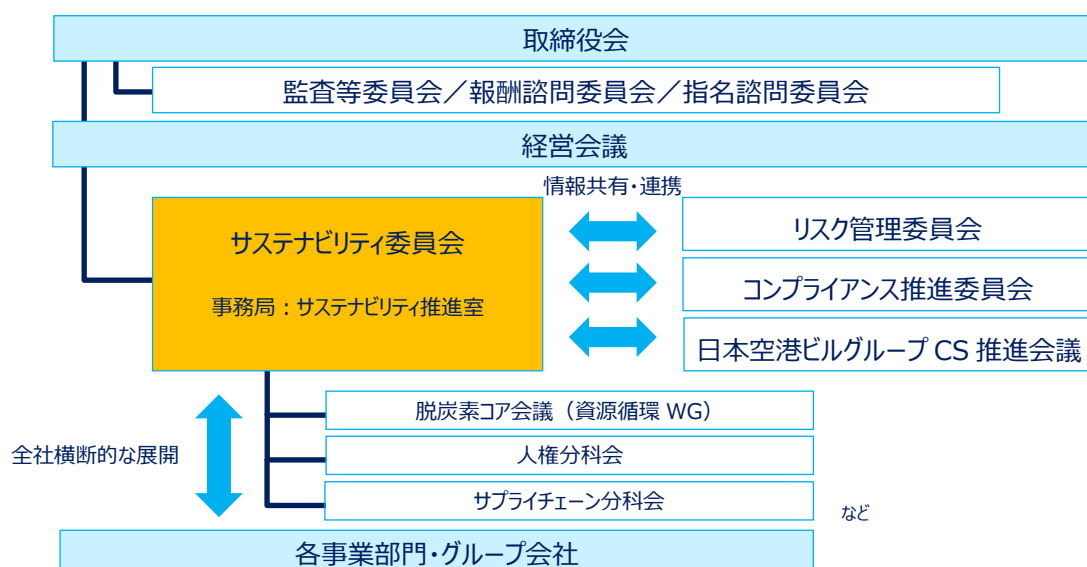 取締役会
監査等委員会／報酬諮問委員会／指名諮問委員会
経営会議
情報共有・連携
サステナビリティ委員会
事務局：サステナビリティ推進室
リスク管理委員会
コンプライアンス推進委員会
日本空港ビルグループ CS 推進会議
脱炭素コア会議（資源循環 WG）
人権分科会
サプライチェーン分科会
など
全社横断的な展開
各事業部門・グループ会社